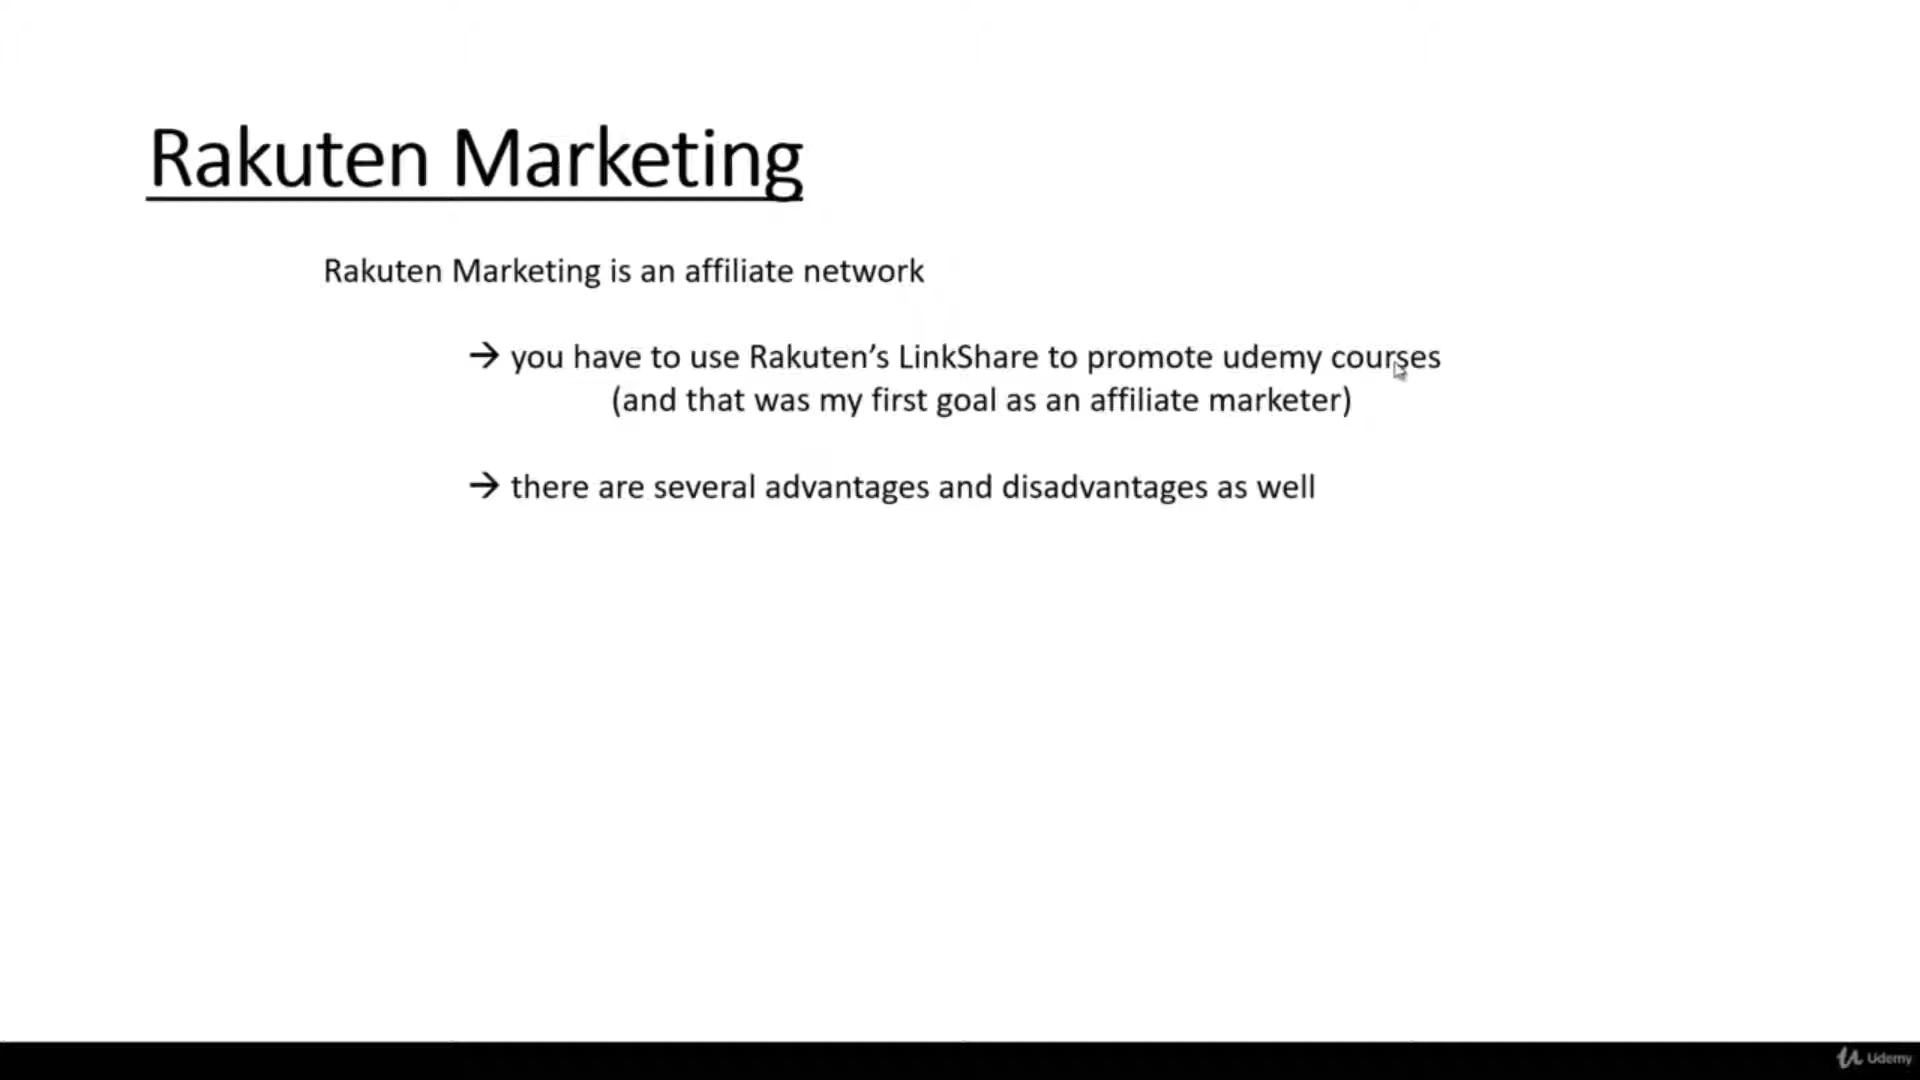 Rakuten Marketing
Rakuten Marketing is an affiliate network
→ you have to use Rakuten’s LinkShare to promote udemy courses
(and that was my first goal as an affiliate marketer)
→ there are several advantages and disadvantages as well
Udemy